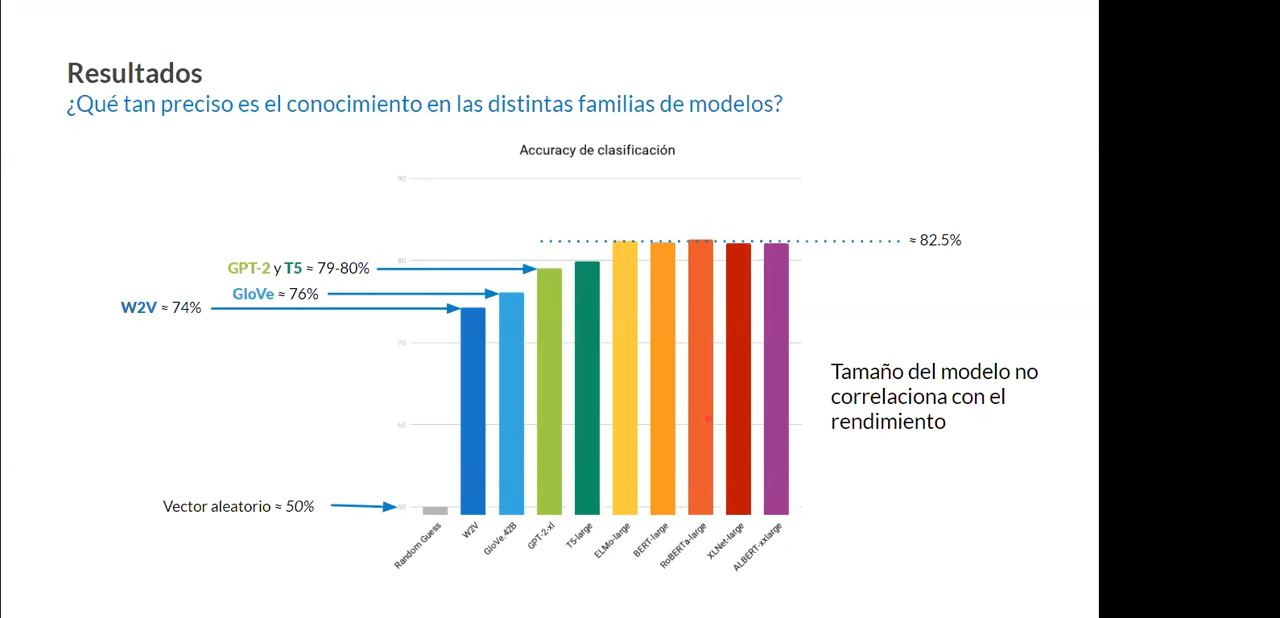 Resultados
¿Qué tan preciso es el conocimiento en las distintas familias de modelos?
Accuracy de clasificación
90
≈ 82.5%
80
GPT-2 y T5 ≈ 79-80%
GloVe ≈ 76%
W2V ≈ 74%
70
Tamaño del modelo no
correlaciona con el
rendimiento
60
Vector aleatorio ≈ 50%
50
Random Guess
W2V
GloVe.42B
GPT-2-xl
T5-large
ELMo-large
BERT-large
RoBERTa-large
XLNet-large
ALBERT-xxlarge